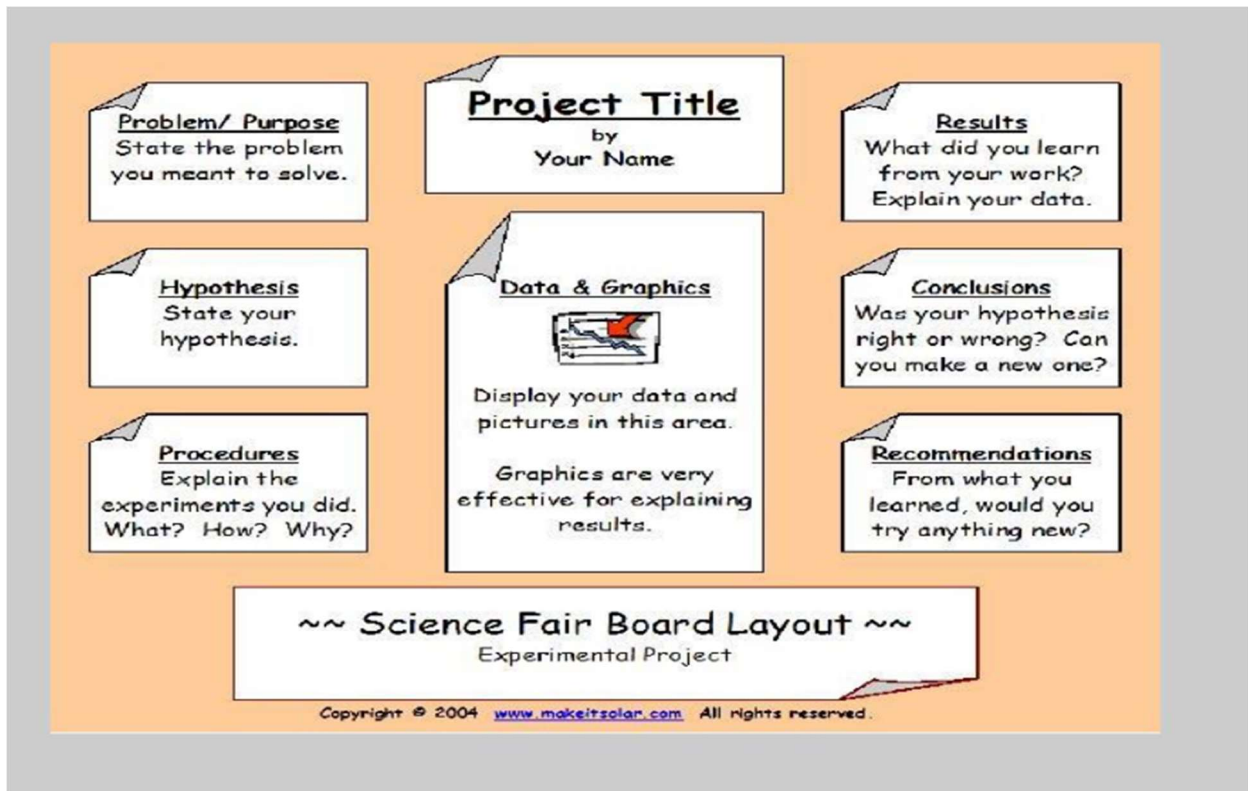 Project Title
by
Your Name
Problem/ Purpose
State the problem
you meant to solve.
Hypothesis
State your
hypothesis.
Procedures
Explain the
experiments you did.
What? How? Why?
Data & Graphics
Display your data and
pictures in this area.
Graphics are very
effective for explaining
results.
Results
What did you learn
from your work?
Explain your data.
Conclusions
Was your hypothesis
right or wrong? Can
you make a new one?
Recommendations
From what you
learned, would you
try anything new?
~~ Science Fair Board Layout ~~
Experimental Project
Copyright © 2004 www.makeitsolar.com All rights reserved.